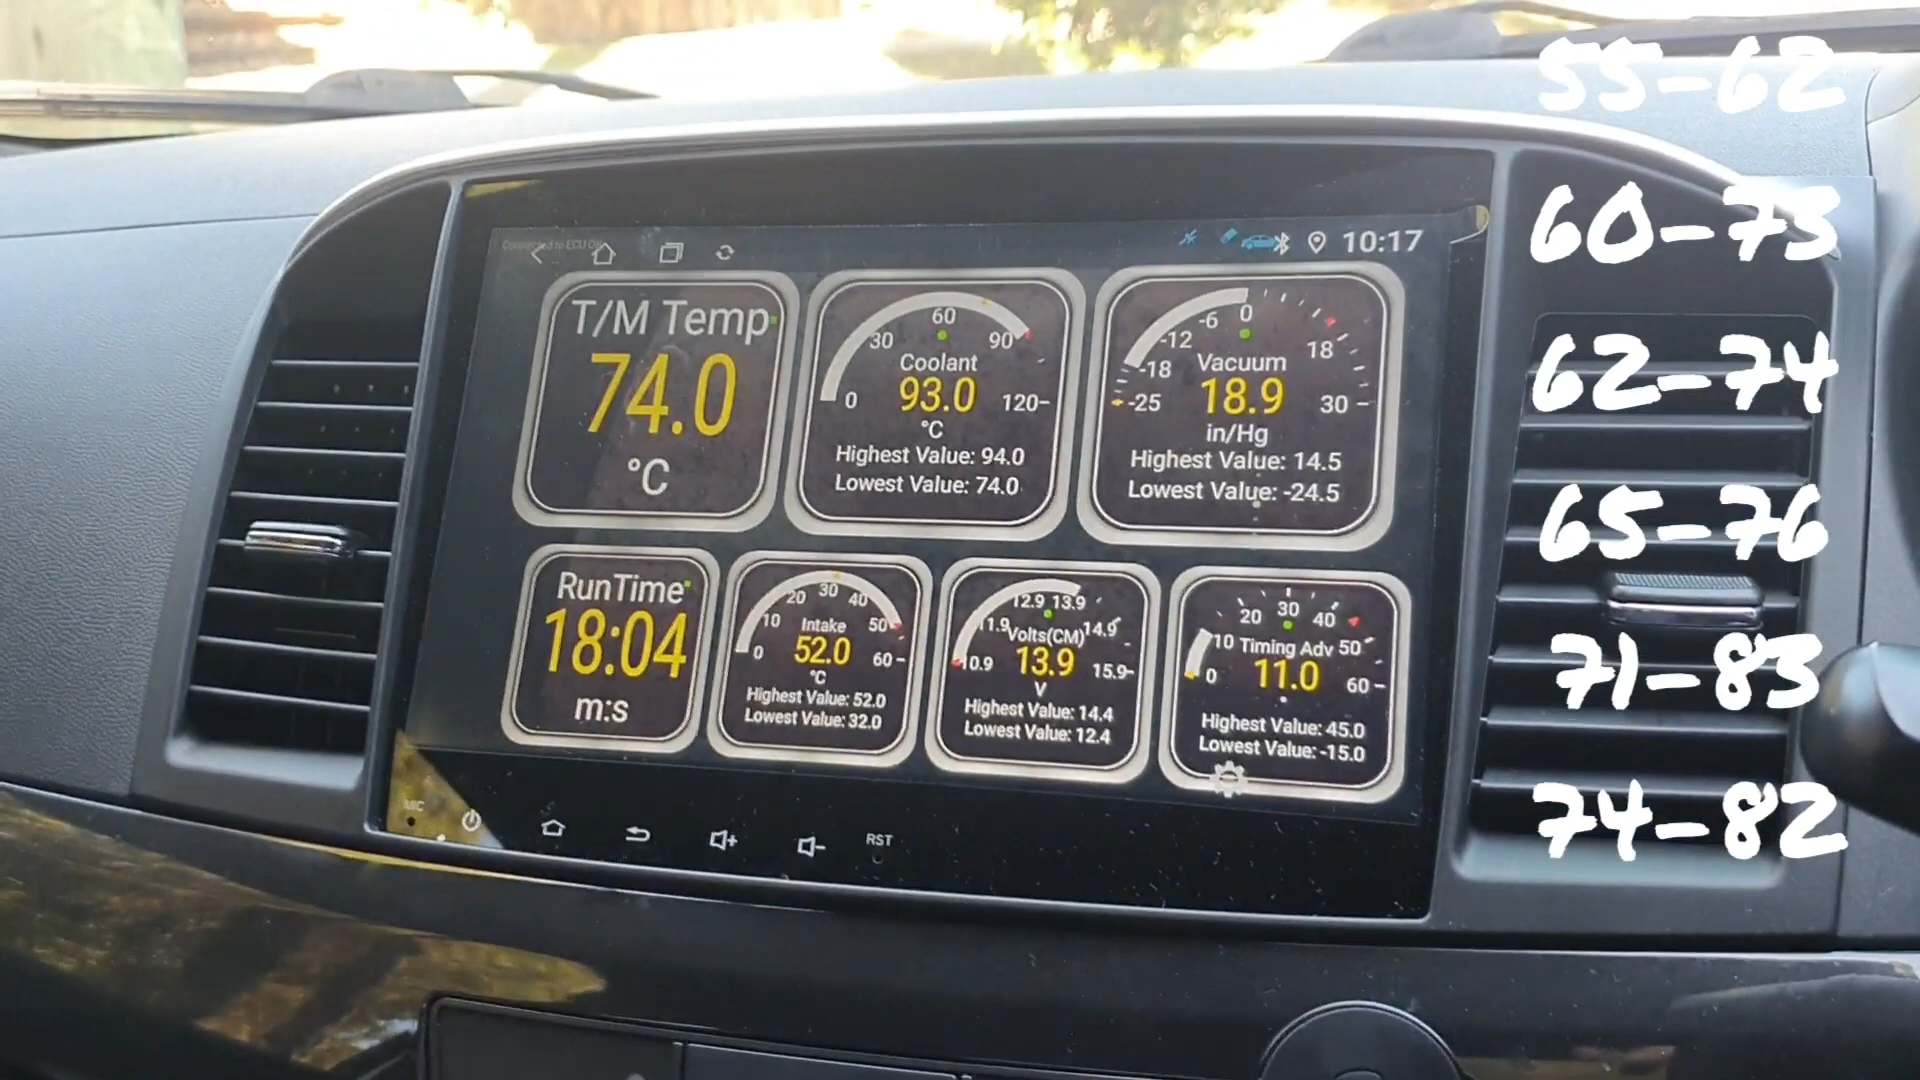 55-62
60-73
62-74
65-76
71-83
74-82
Connected to ECU OK
10:17
T/M Temp
74.0
°C
0 30 60 90 120
Coolant
93.0
°C
Highest Value: 94.0
Lowest Value: 74.0
-25 -18 -12 -6 0 18 30
Vacuum
18.9
in/Hg
Highest Value: 14.5
Lowest Value: -24.5
RunTime
18:04
m:s
0 10 20 30 40 50 60
Intake
52.0
°C
Highest Value: 52.0
Lowest Value: 32.0
10.9 11.9 12.9 13.9 14.9 15.9
Volts(CM)
13.9
V
Highest Value: 14.4
Lowest Value: 12.4
0 10 20 30 40 50 60
Timing Adv
11.0
°
Highest Value: 45.0
Lowest Value: -15.0
MIC
RST